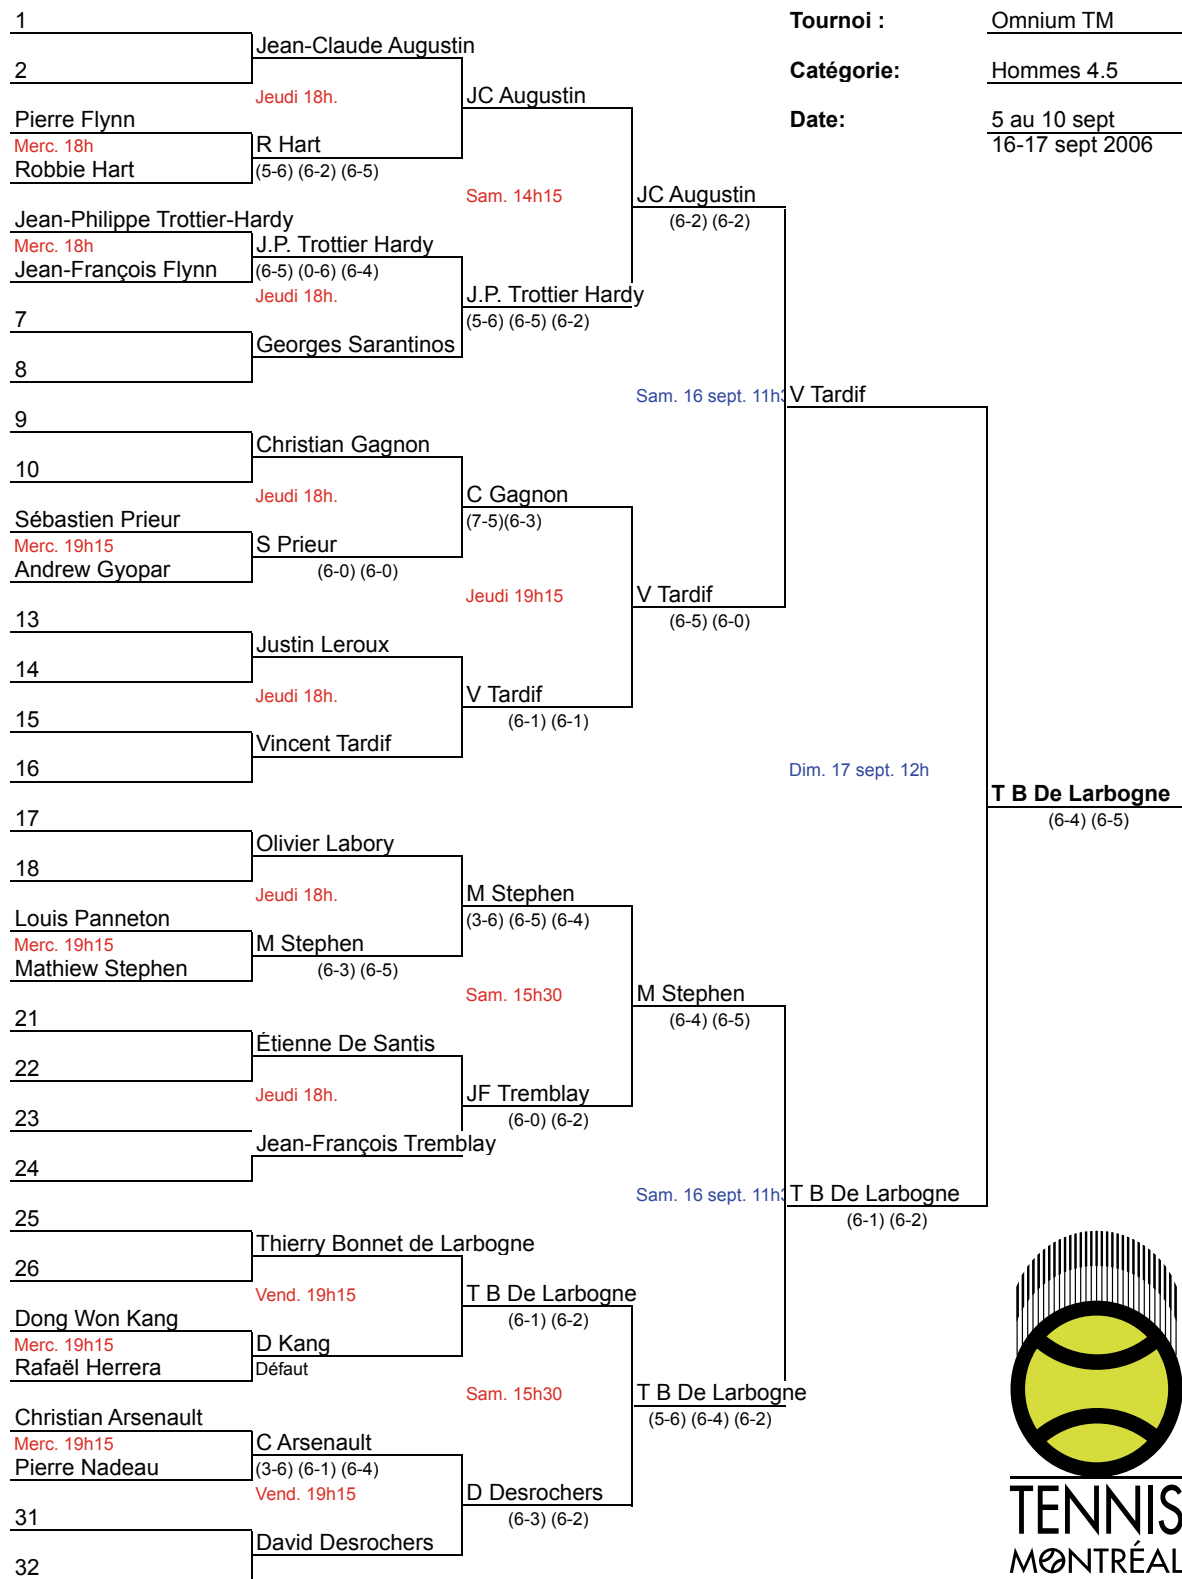 1
Tournoi :
Omnium TM
Jean-Claude Augustin
2
Catégorie:
Hommes 4.5
Jeudi 18h.
JC Augustin
Pierre Flynn
Date:
5 au 10 sept
Merc. 18h
R Hart
16-17 sept 2006
Robbie Hart
(5-6) (6-2) (6-5)
Sam. 14h15
JC Augustin
Jean-Philippe Trottier-Hardy
(6-2) (6-2)
Merc. 18h
J.P. Trottier Hardy
Jean-François Flynn
(6-5) (0-6) (6-4)
Jeudi 18h.
J.P. Trottier Hardy
7
(5-6) (6-5) (6-2)
Georges Sarantinos
8
Sam. 16 sept. 11h
V Tardif
9
Christian Gagnon
10
Jeudi 18h.
C Gagnon
Sébastien Prieur
(7-5)(6-3)
Merc. 19h15
S Prieur
Andrew Gyopar
(6-0) (6-0)
Jeudi 19h15
V Tardif
13
(6-5) (6-0)
Justin Leroux
14
Jeudi 18h.
V Tardif
15
(6-1) (6-1)
Vincent Tardif
16
Dim. 17 sept. 12h
T B De Larbogne
17
(6-4) (6-5)
Olivier Labory
18
Jeudi 18h.
M Stephen
Louis Panneton
(3-6) (6-5) (6-4)
Merc. 19h15
M Stephen
Mathiew Stephen
(6-3) (6-5)
Sam. 15h30
M Stephen
21
(6-4) (6-5)
Étienne De Santis
22
Jeudi 18h.
JF Tremblay
23
(6-0) (6-2)
Jean-François Tremblay
24
Sam. 16 sept. 11h
T B De Larbogne
25
(6-1) (6-2)
Thierry Bonnet de Larbogne
26
Vend. 19h15
T B De Larbogne
Dong Won Kang
(6-1) (6-2)
Merc. 19h15
D Kang
Rafaël Herrera
Défaut
Sam. 15h30
T B De Larbogne
Christian Arsenault
(5-6) (6-4) (6-2)
Merc. 19h15
C Arsenault
Pierre Nadeau
(3-6) (6-1) (6-4)
Vend. 19h15
D Desrochers
31
(6-3) (6-2)
David Desrochers
32
TENNIS
MONTRÉAL